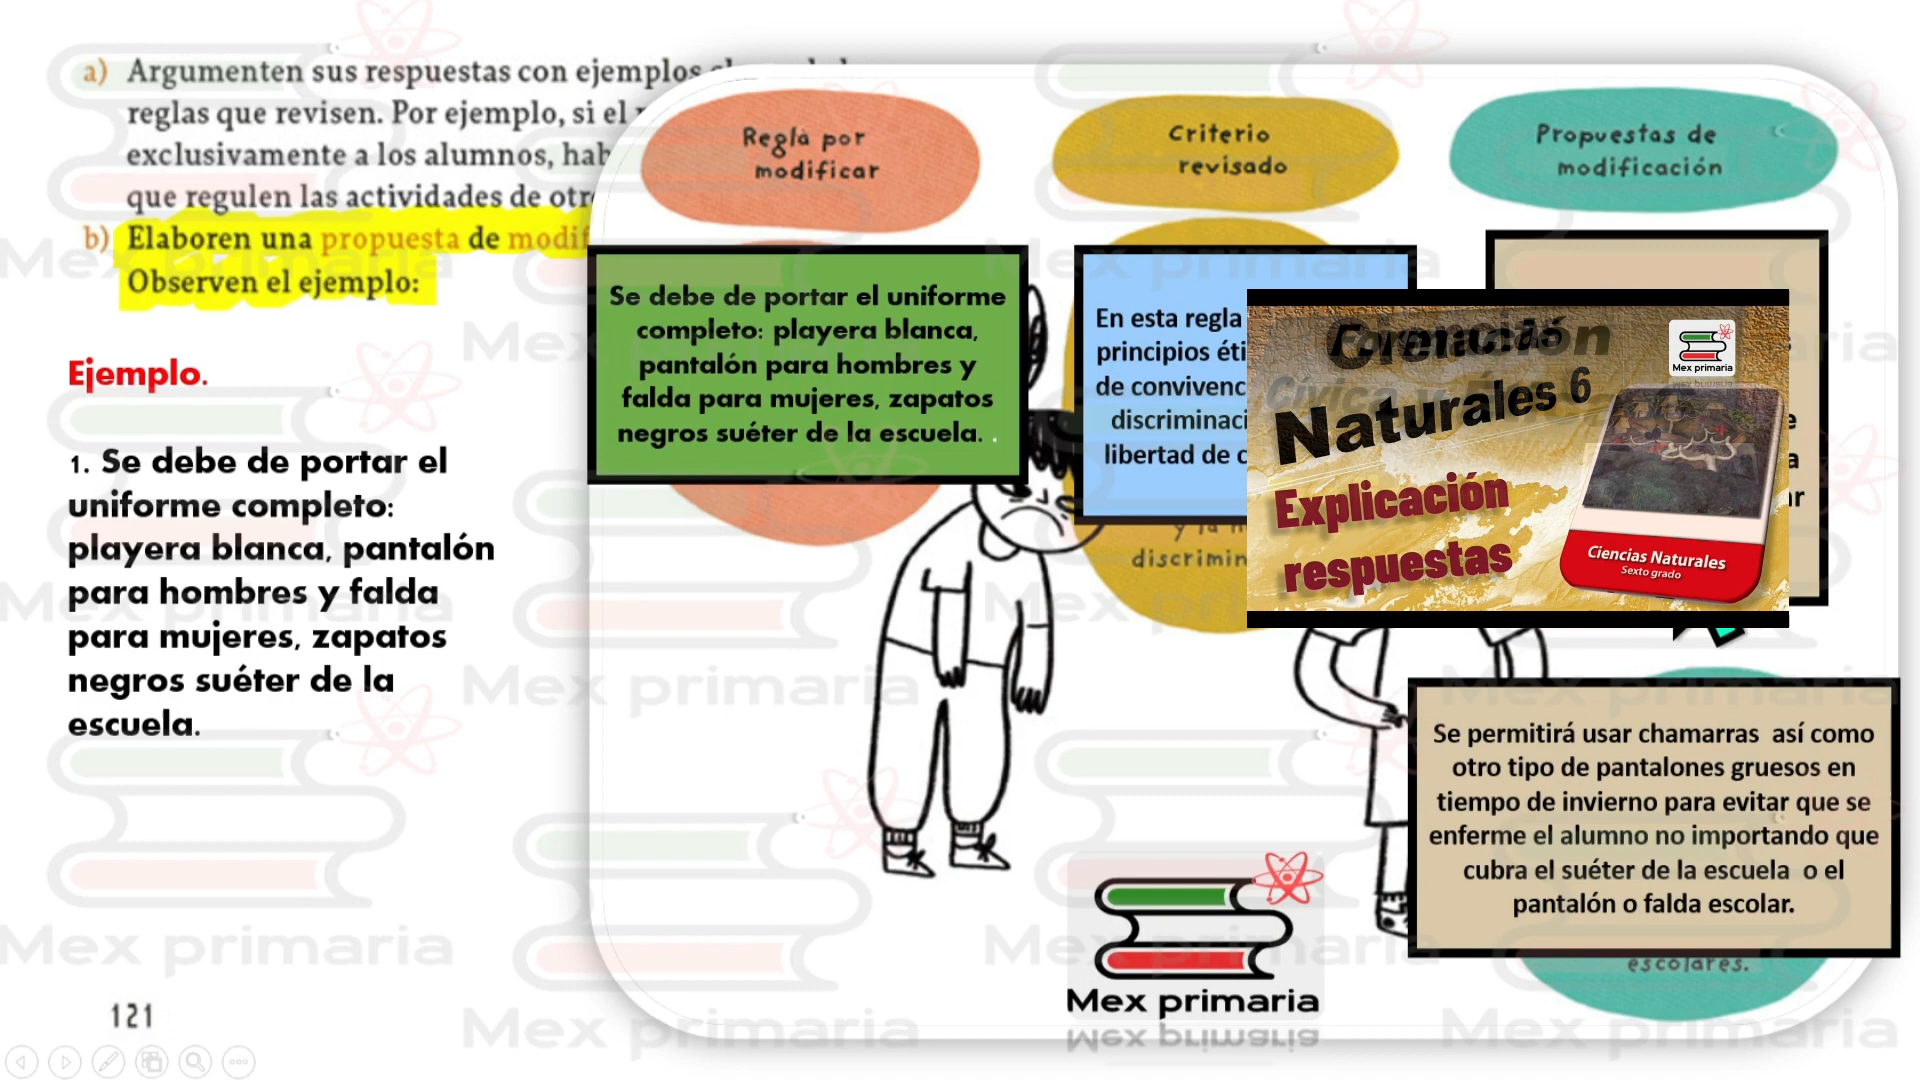 a) Argumenten sus respuestas con ejemplos
reglas que revisen. Por ejemplo, si el
exclusivamente a los alumnos,
que regulen las actividades de
b) Elaboren una propuesta de
Observen el ejemplo:
Ejemplo.
1. Se debe de portar el
uniforme completo:
playera blanca, pantalón
para hombres y falda
para mujeres, zapatos
negros suéter de la
escuela.
121
Regla por
modificar
Criterio
revisado
Propuestas de
modificación
Se debe de portar el uniforme
completo: playera blanca,
pantalón para hombres y
falda para mujeres, zapatos
negros suéter de la escuela. .
En esta regla
principios
de
libertad de
y la
Naturales 6
Explicación
respuestas
Mex primaria
Ciencias Naturales
Sexto grado
Se permitirá usar chamarras así como
otro tipo de pantalones gruesos en
tiempo de invierno para evitar que se
enferme el alumno no importando que
cubra el suéter de la escuela o el
pantalón o falda escolar.
escolares.
Mex primaria